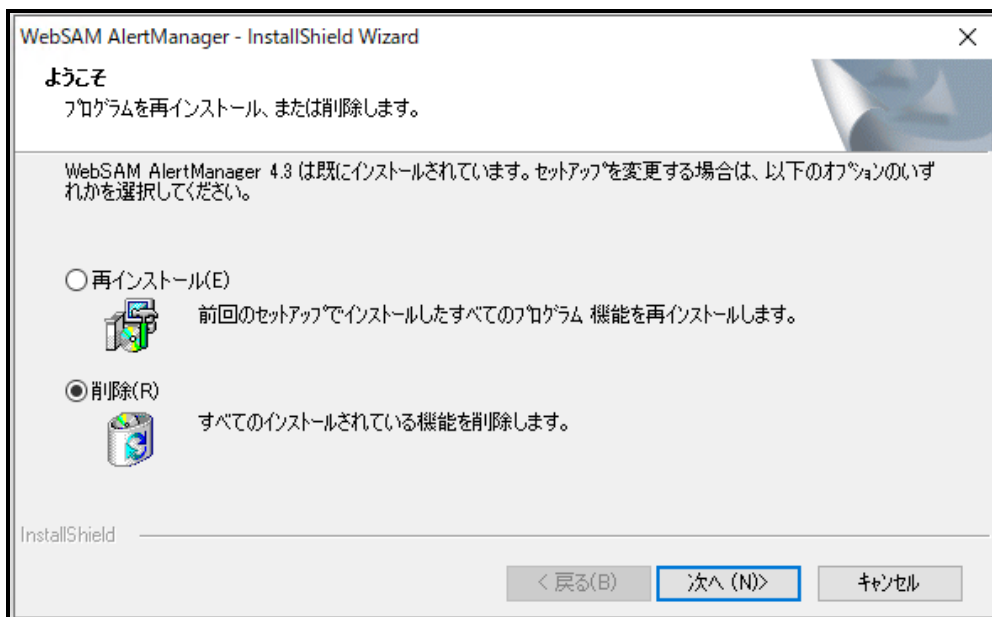 WebSAM AlertManager - InstallShield Wizard
ようこそ
プログラムを再インストール、または削除します。
WebSAM AlertManager 4.3 は既にインストールされています。セットアップを変更する場合は、以下のオプションのいず
れかを選択してください。
再インストール(E)
前回のセットアップでインストールしたすべてのプログラム 機能を再インストールします。
削除(R)
すべてのインストールされている機能を削除します。
InstallShield
< 戻る(B)
次へ (N)>
キャンセル